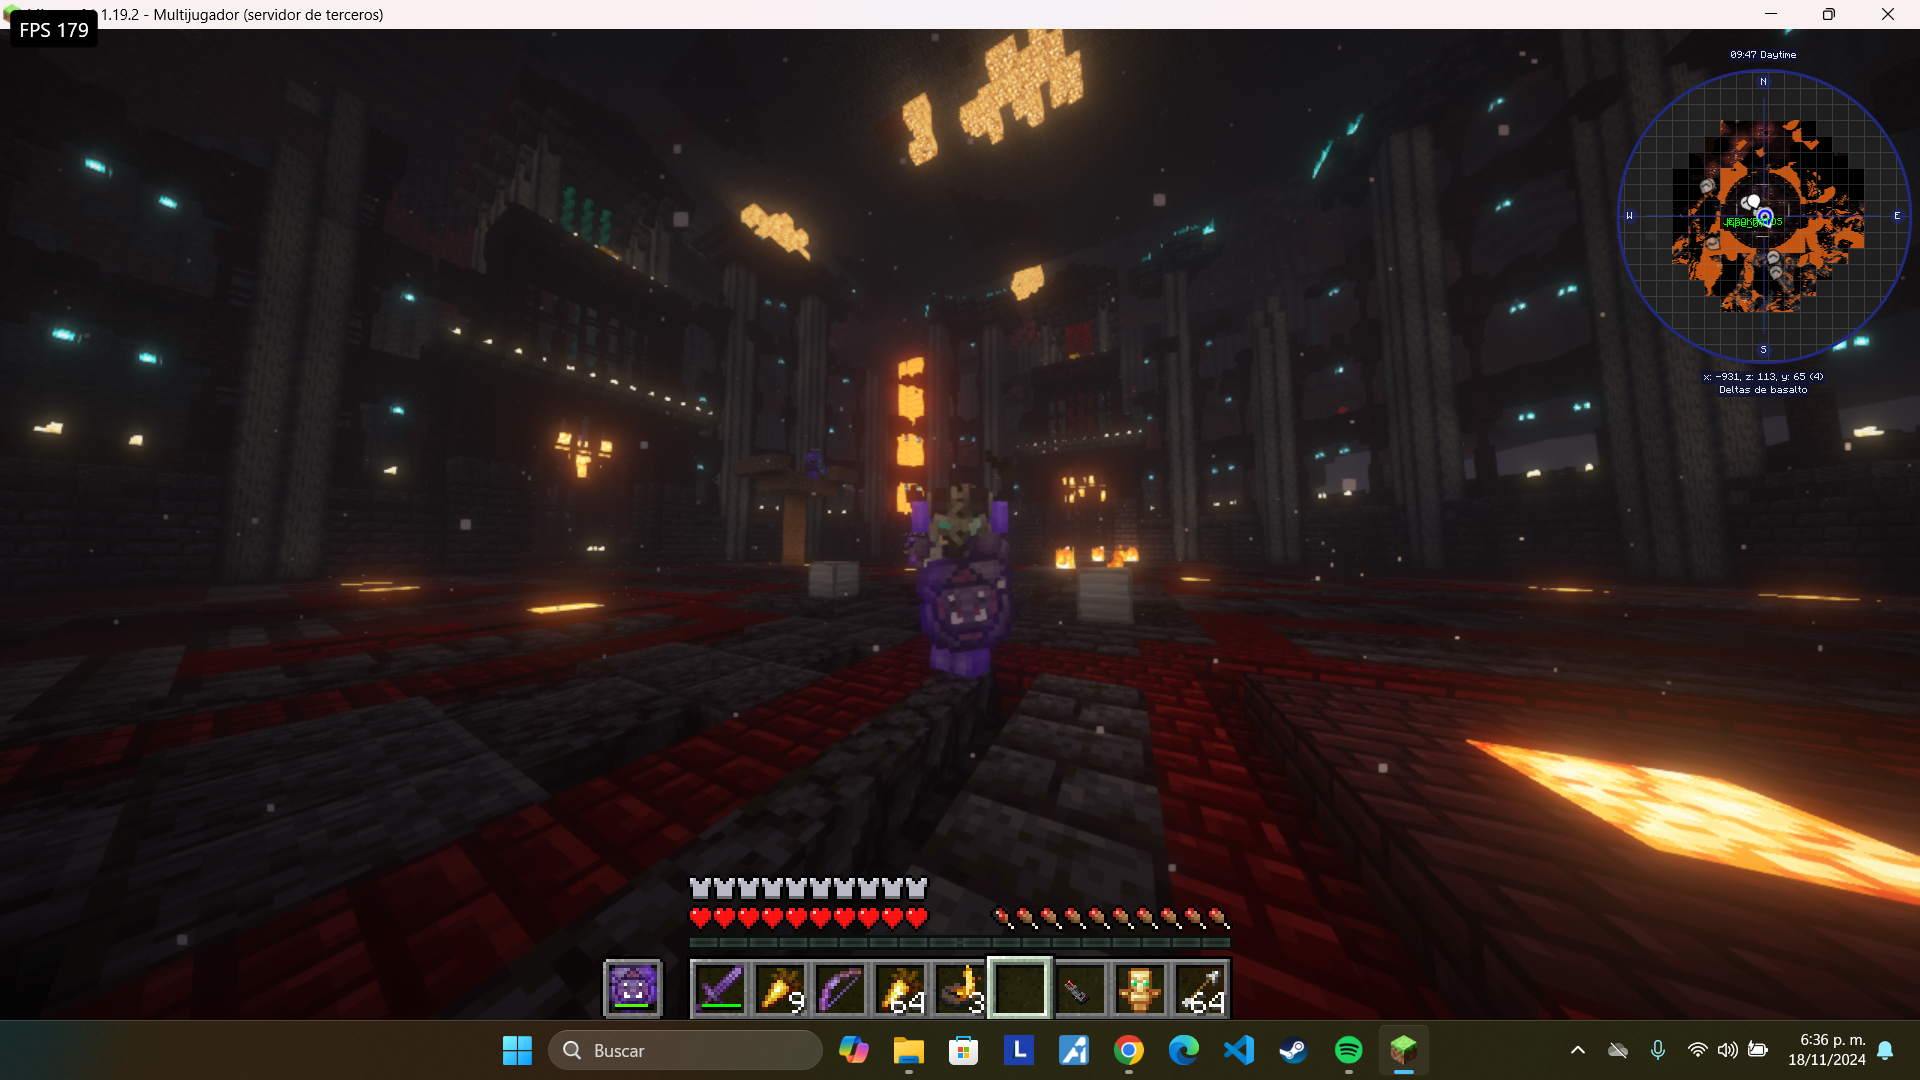 1.19.2 - Multijugador (servidor de terceros)
FPS 179
09:47 Daytime
N
W
E
S
x: -931, z: 113, y: 65 (4)
Deltas de basalto
9
64
3
64
Buscar
L
6:36 p. m.
18/11/2024